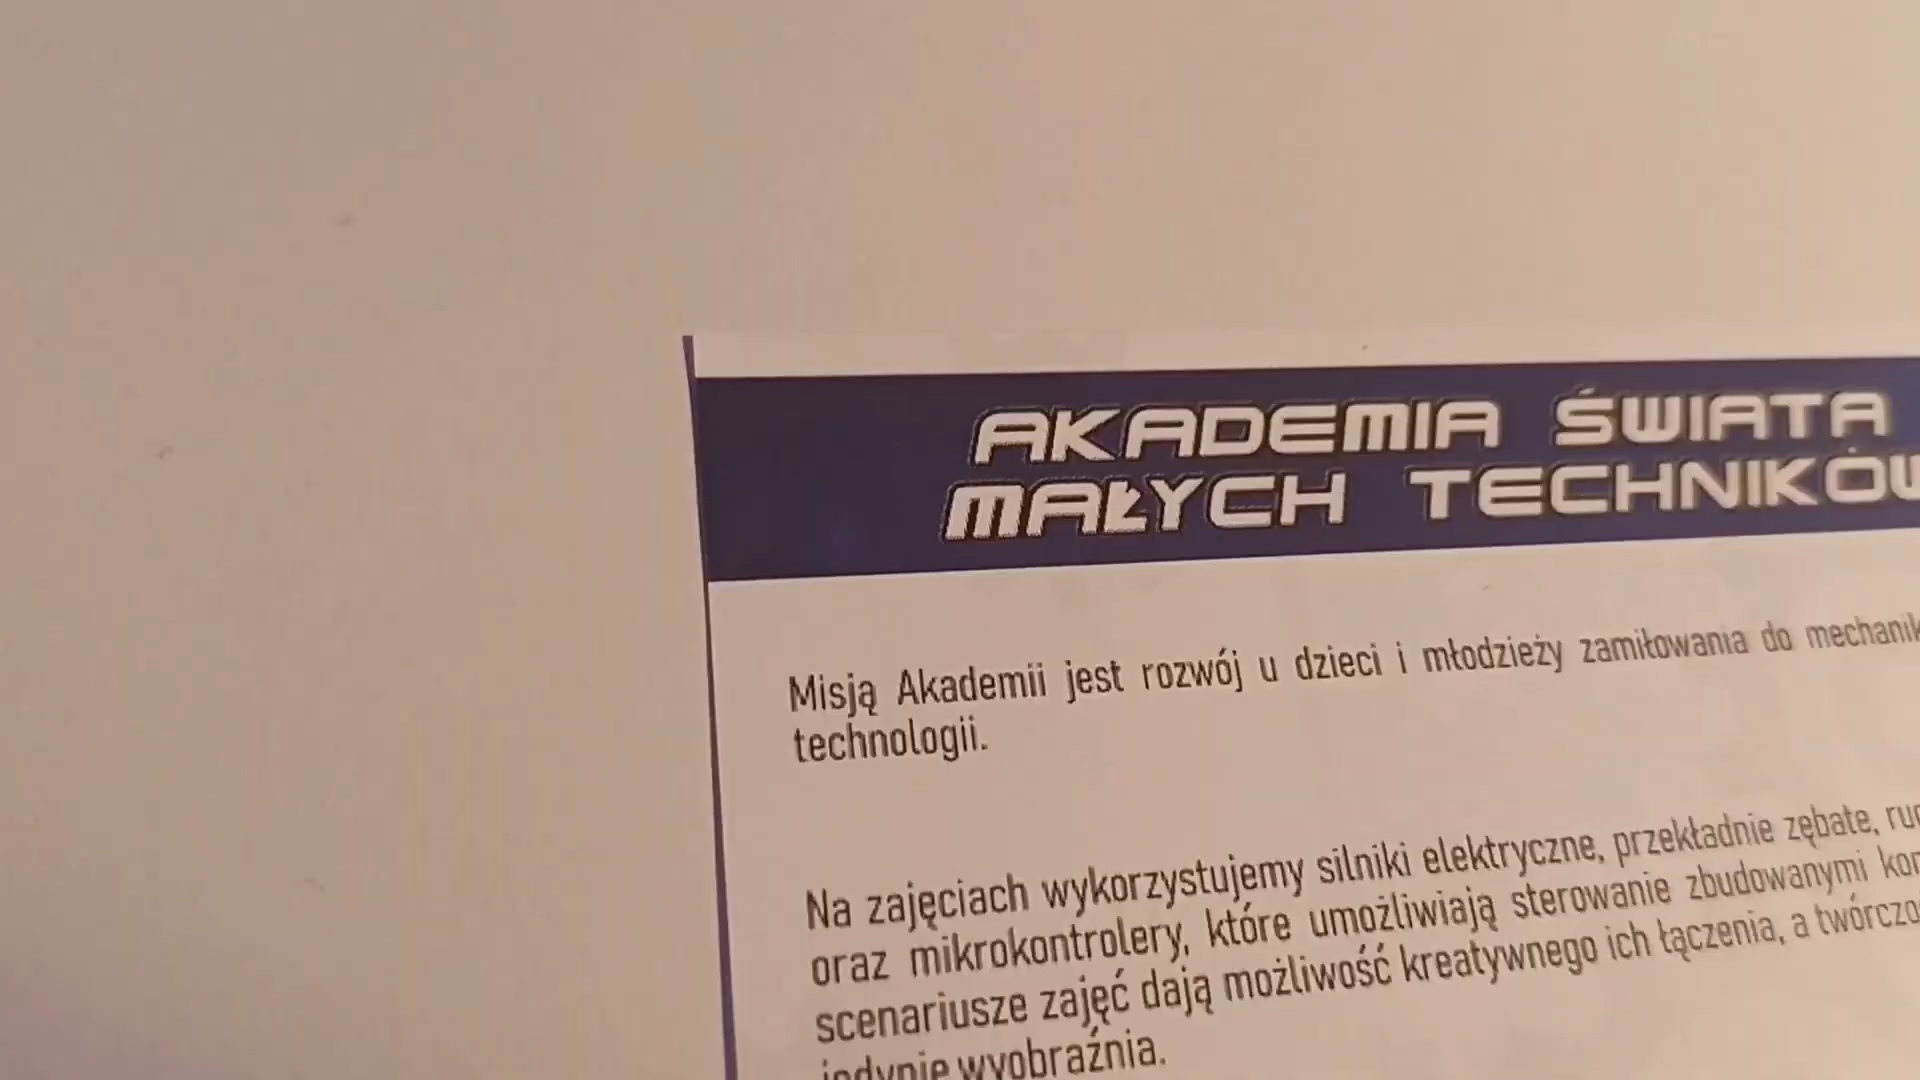 AKADEMIA ŚWIATA
MAŁYCH TECHNIKÓW
Misją Akademii jest rozwój u dzieci i młodzieży zamiłowania do
technologii.
Na zajęciach wykorzystujemy silniki elektryczne, przekładnie zębate,
oraz mikrokontrolery, które umożliwiają sterowanie zbudowanymi
scenariusze zajęć dają możliwość kreatywnego ich łączenia, a
jedynie wyobraźnia.